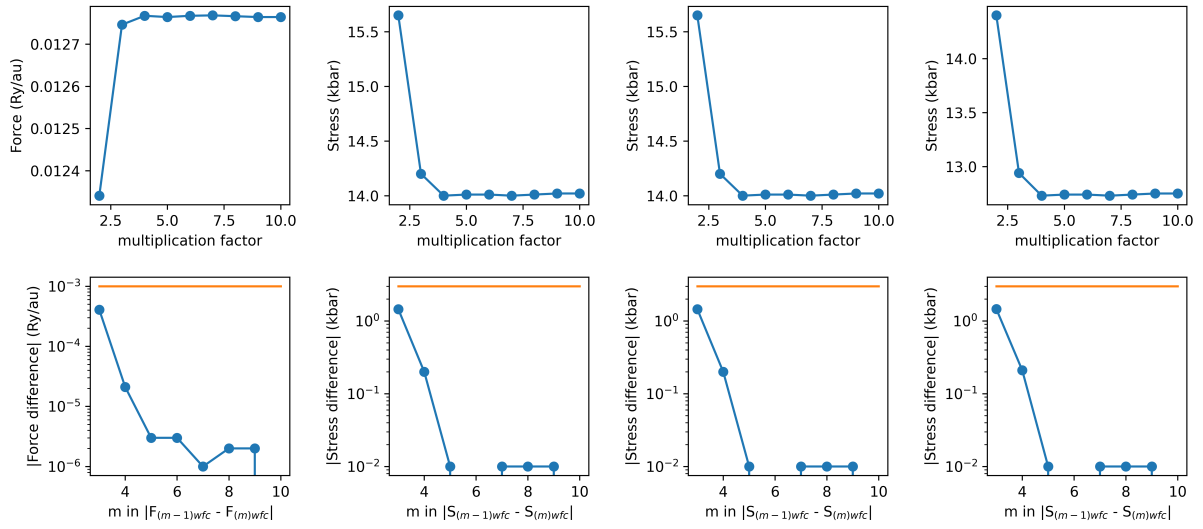 0.0127
0.0126
0.0125
0.0124
Force (Ry/au)
2.5 5.0 7.5 10.0
multiplication factor
15.5
15.0
14.5
14.0
Stress (kbar)
2.5 5.0 7.5 10.0
multiplication factor
15.5
15.0
14.5
14.0
Stress (kbar)
2.5 5.0 7.5 10.0
multiplication factor
14.0
13.5
13.0
Stress (kbar)
2.5 5.0 7.5 10.0
multiplication factor
10⁻³
10⁻⁴
10⁻⁵
10⁻⁶
|Force difference| (Ry/au)
4 6 8 10
m in |F₍ₘ₋₁₎wfc - F₍ₘ₎wfc|
10⁰
10⁻¹
10⁻²
|Stress difference| (kbar)
4 6 8 10
m in |S₍ₘ₋₁₎wfc - S₍ₘ₎wfc|
10⁰
10⁻¹
10⁻²
|Stress difference| (kbar)
4 6 8 10
m in |S₍ₘ₋₁₎wfc - S₍ₘ₎wfc|
10⁰
10⁻¹
10⁻²
|Stress difference| (kbar)
4 6 8 10
m in |S₍ₘ₋₁₎wfc - S₍ₘ₎wfc|